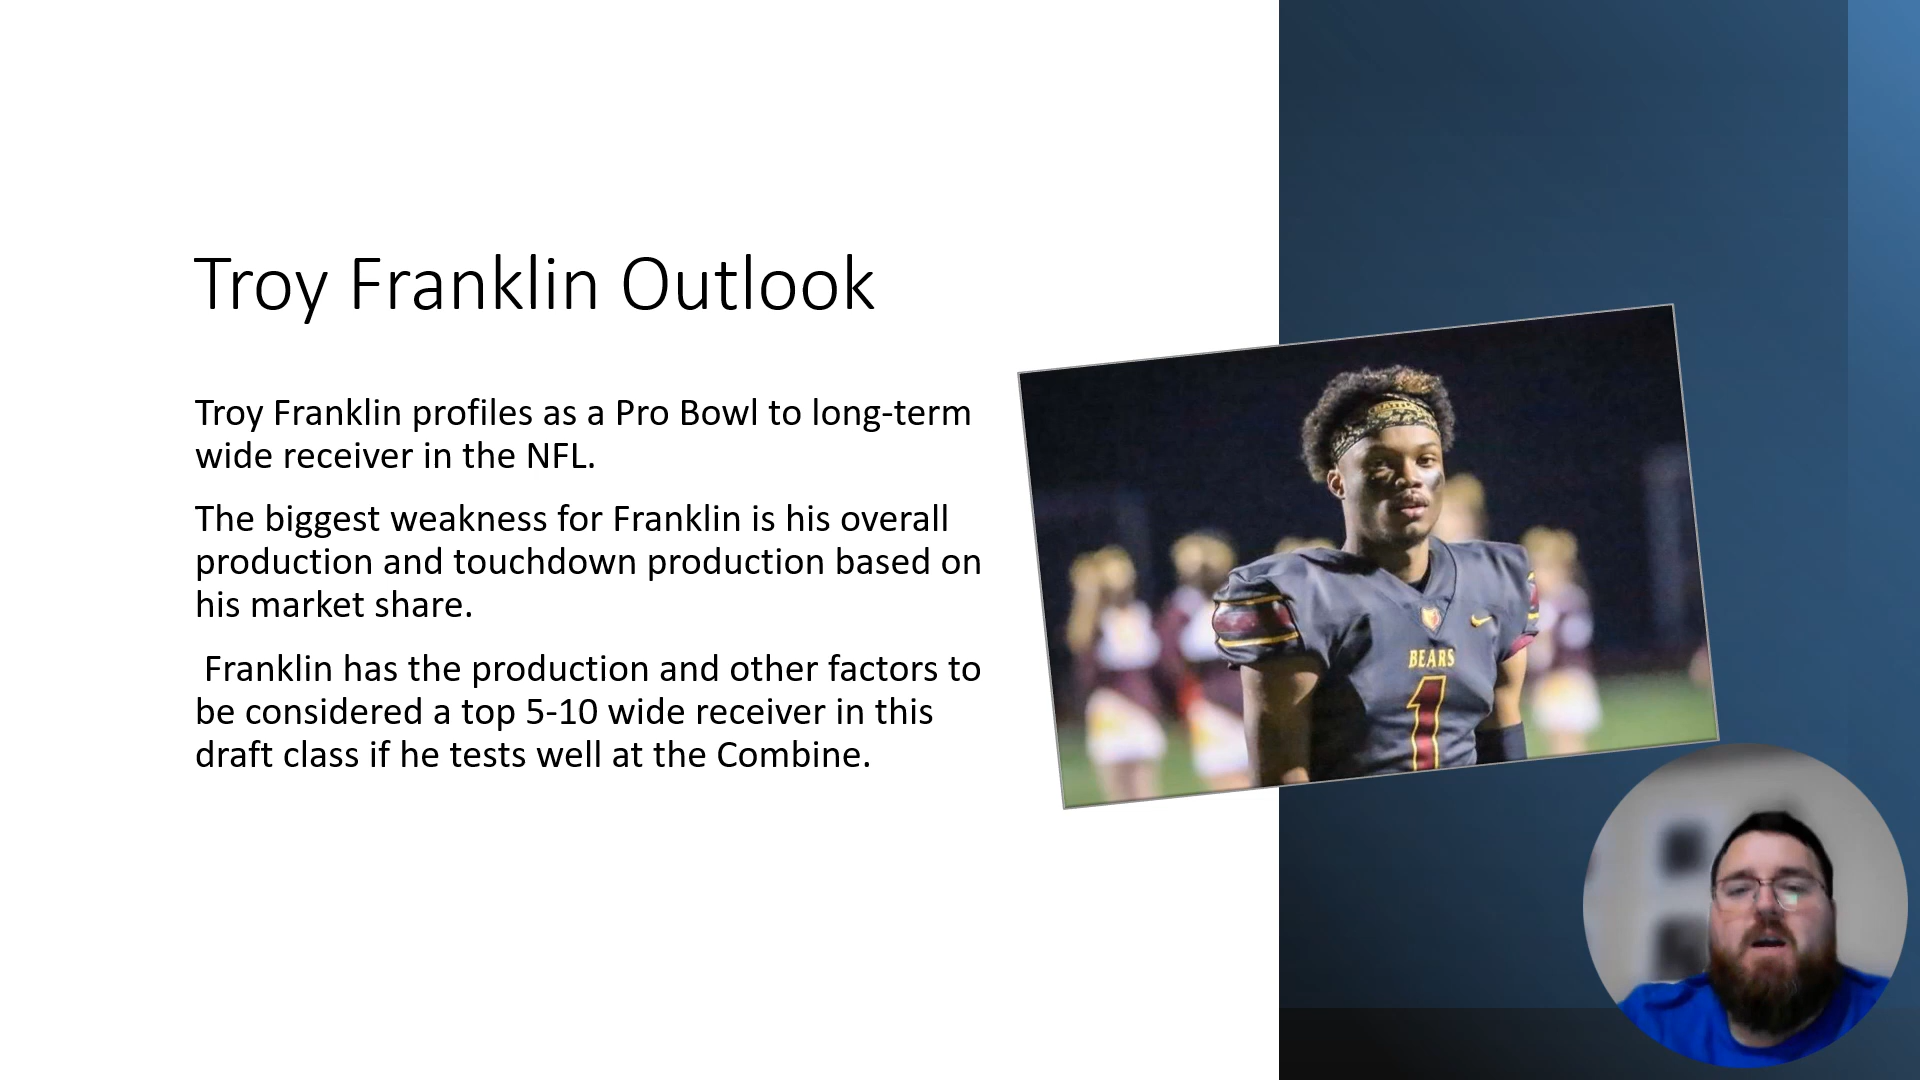 Troy Franklin Outlook
Troy Franklin profiles as a Pro Bowl to long-term
wide receiver in the NFL.
The biggest weakness for Franklin is his overall
production and touchdown production based on
his market share.
Franklin has the production and other factors to
be considered a top 5-10 wide receiver in this
draft class if he tests well at the Combine.
BEARS
1